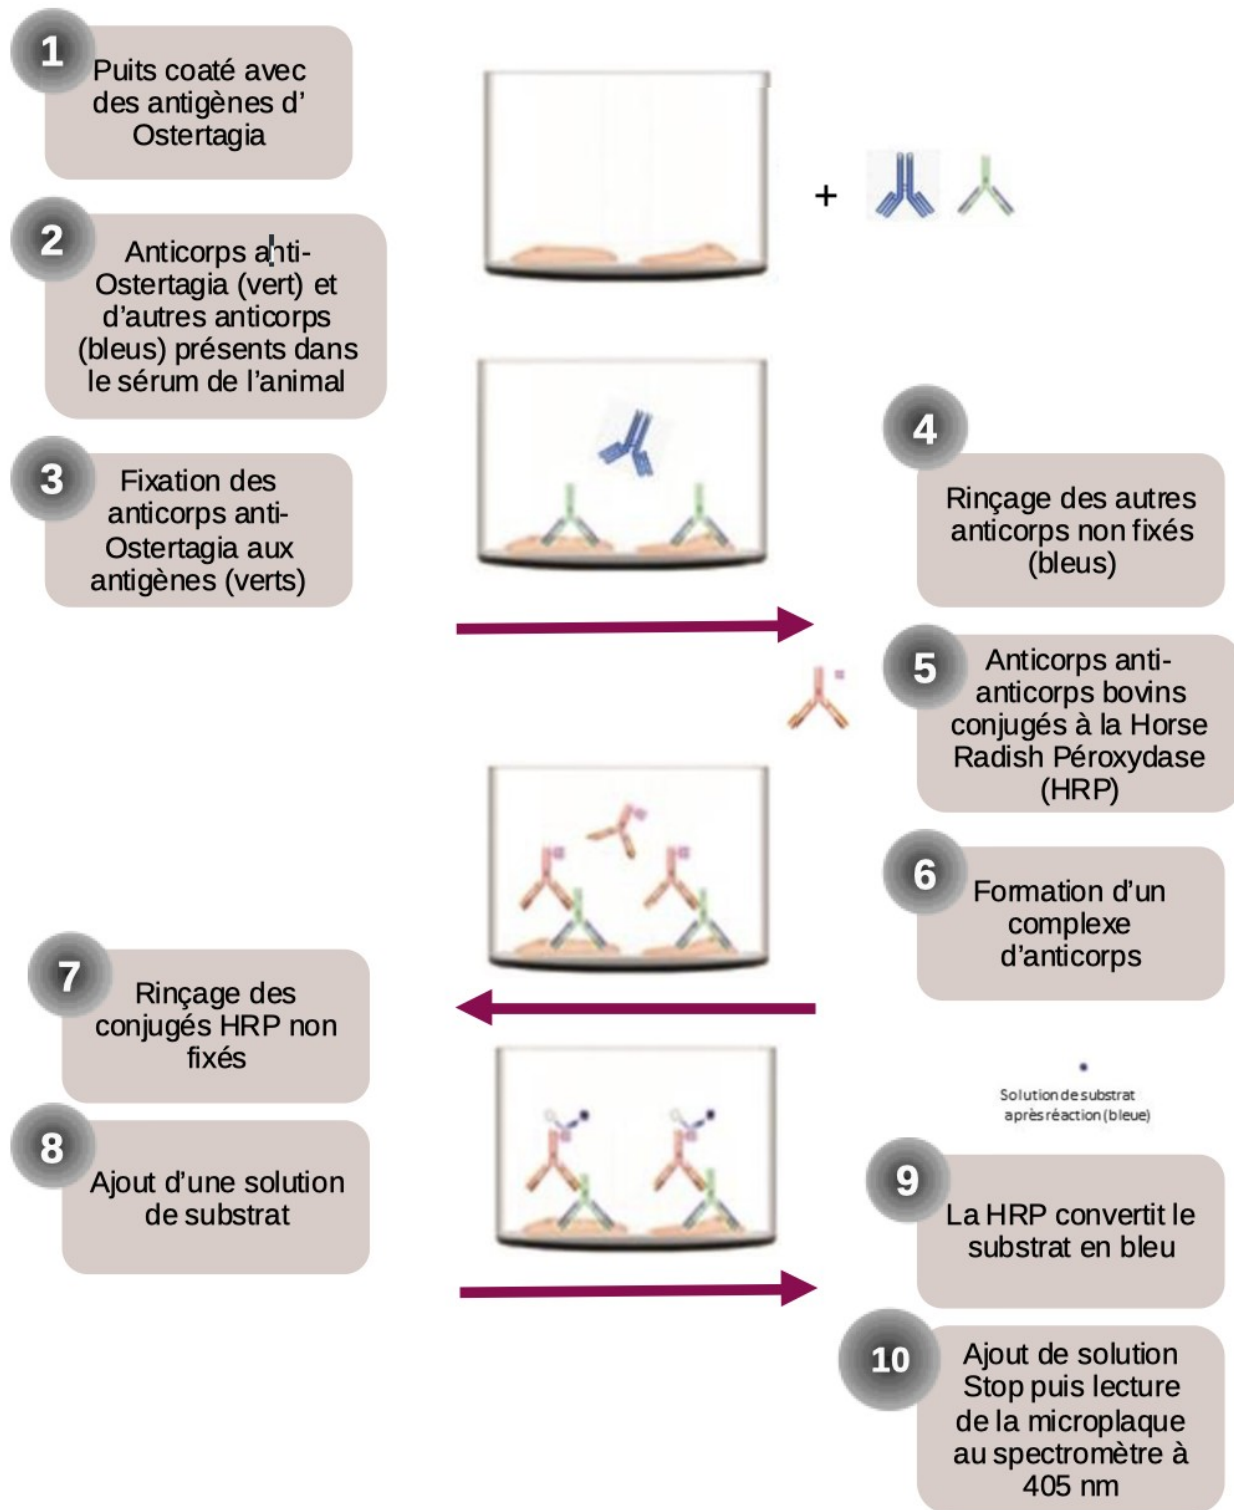 1
Puits coaté avec
des antigènes d'
Ostertagia
+
2
Anticorps anti-
Ostertagia (vert) et
d'autres anticorps
(bleus) présents dans
le sérum de l'animal
3
Fixation des
anticorps anti-
Ostertagia aux
antigènes (verts)
4
Rinçage des autres
anticorps non fixés
(bleus)
5
Anticorps anti-
anticorps bovins
conjugués à la Horse
Radish Péroxydase
(HRP)
6
Formation d'un
complexe
d'anticorps
7
Rinçage des
conjugés HRP non
fixés
8
Ajout d'une solution
de substrat
Solution de substrat
après réaction (bleue)
9
La HRP convertit le
substrat en bleu
10
Ajout de solution
Stop puis lecture
de la microplaque
au spectromètre à
405 nm